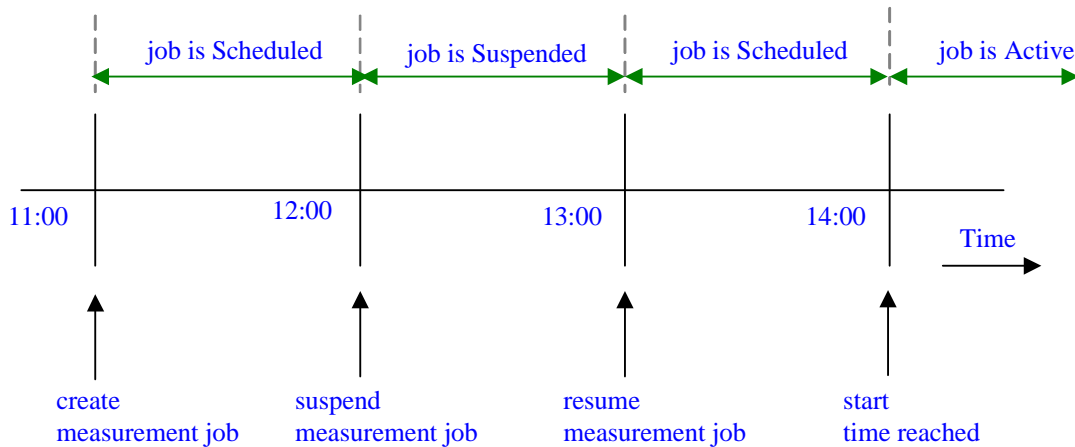 job is Scheduled
job is Suspended
job is Scheduled
job is Active
11:00
12:00
13:00
14:00
Time
create
measurement job
suspend
measurement job
resume
measurement job
start
time reached